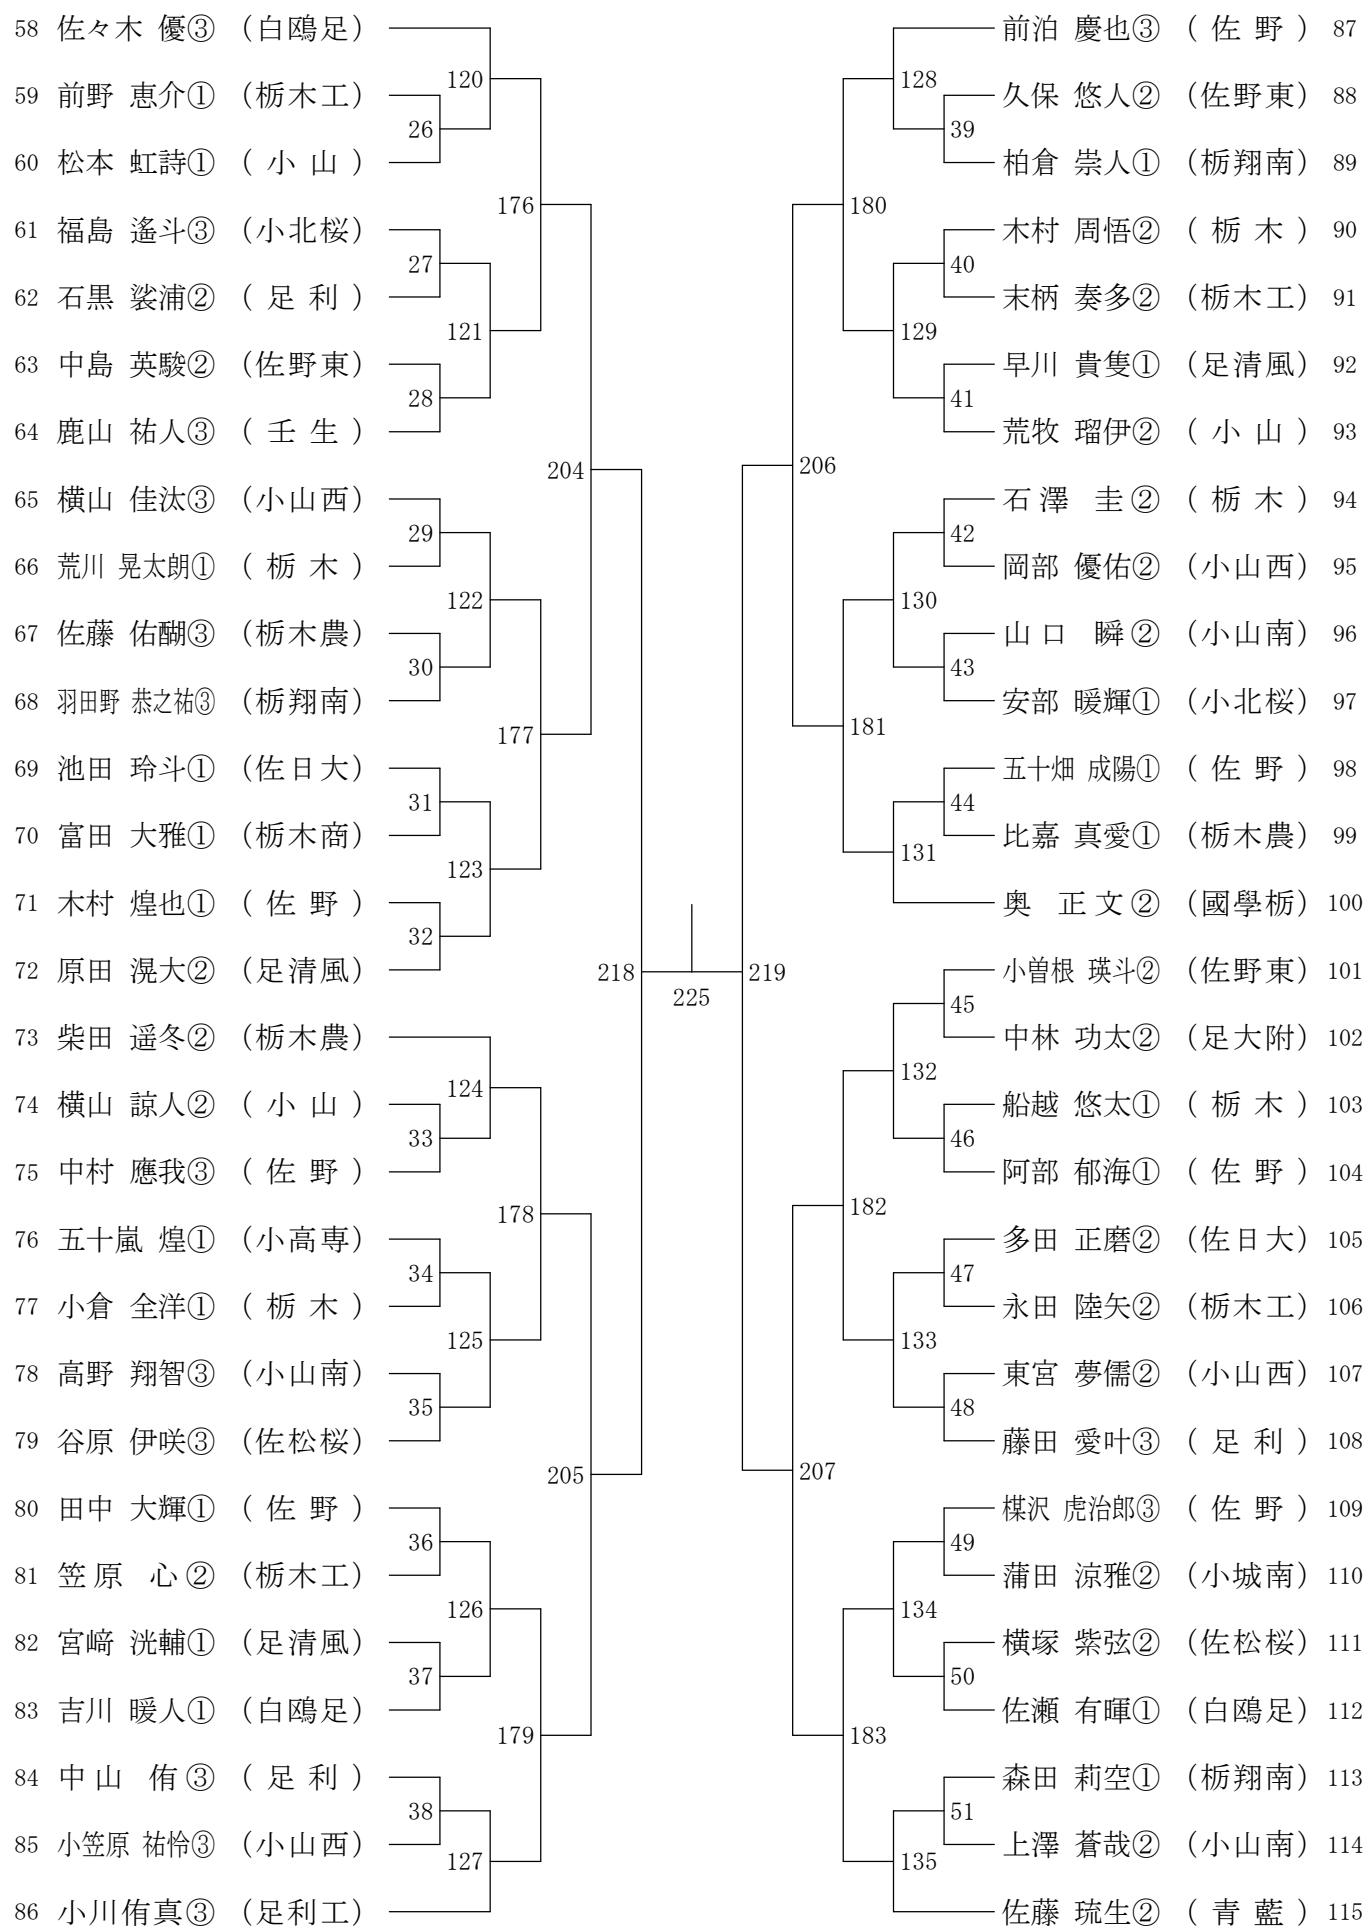 58 佐々木 優③ (白鴎足)
59 前野 恵介① (栃木工)
60 松本 虹詩① (小山)
61 福島 遙斗③ (小北桜)
62 石黒 裟浦② (足利)
63 中島 英駿② (佐野東)
64 鹿山 祐人③ (壬生)
65 横山 佳汰③ (小山西)
66 荒川 晃太朗① (栃木)
67 佐藤 佑醐③ (栃木農)
68 羽田野 恭之祐③ (栃翔南)
69 池田 玲斗① (佐日大)
70 富田 大雅① (栃木商)
71 木村 煌也① (佐野)
72 原田 滉大② (足清風)
73 柴田 遥冬② (栃木農)
74 横山 諒人② (小山)
75 中村 應我③ (佐野)
76 五十嵐 煌① (小高専)
77 小倉 全洋① (栃木)
78 高野 翔智③ (小山南)
79 谷原 伊咲③ (佐松桜)
80 田中 大輝① (佐野)
81 笠原 心② (栃木工)
82 宮﨑 洸輔① (足清風)
83 吉川 暖人① (白鴎足)
84 中山 侑③ (足利)
85 小笠原 祐怜③ (小山西)
86 小川侑真③ (足利工)
26
27
28
29
30
31
32
33
34
35
36
37
38
120
121
122
123
124
125
126
127
176
177
178
179
204
205
218
225
219
206
207
180
181
182
183
128
129
130
131
132
133
134
135
39
40
41
42
43
44
45
46
47
48
49
50
51
前泊 慶也③ (佐野) 87
久保 悠人② (佐野東) 88
柏倉 崇人① (栃翔南) 89
木村 周悟② (栃木) 90
末柄 奏多② (栃木工) 91
早川 貴隻① (足清風) 92
荒牧 瑠伊② (小山) 93
石澤 圭② (栃木) 94
岡部 優佑② (小山西) 95
山口 瞬② (小山南) 96
安部 暖輝① (小北桜) 97
五十畑 成陽① (佐野) 98
比嘉 真愛① (栃木農) 99
奥 正文② (國學栃) 100
小曽根 瑛斗② (佐野東) 101
中林 功太② (足大附) 102
船越 悠太① (栃木) 103
阿部 郁海① (佐野) 104
多田 正磨② (佐日大) 105
永田 陸矢② (栃木工) 106
東宮 夢儒② (小山西) 107
藤田 愛叶③ (足利) 108
楳沢 虎治郎③ (佐野) 109
蒲田 涼雅② (小城南) 110
横塚 紫弦② (佐松桜) 111
佐瀬 有暉① (白鴎足) 112
森田 莉空① (栃翔南) 113
上澤 蒼哉② (小山南) 114
佐藤 琉生② (青藍) 115